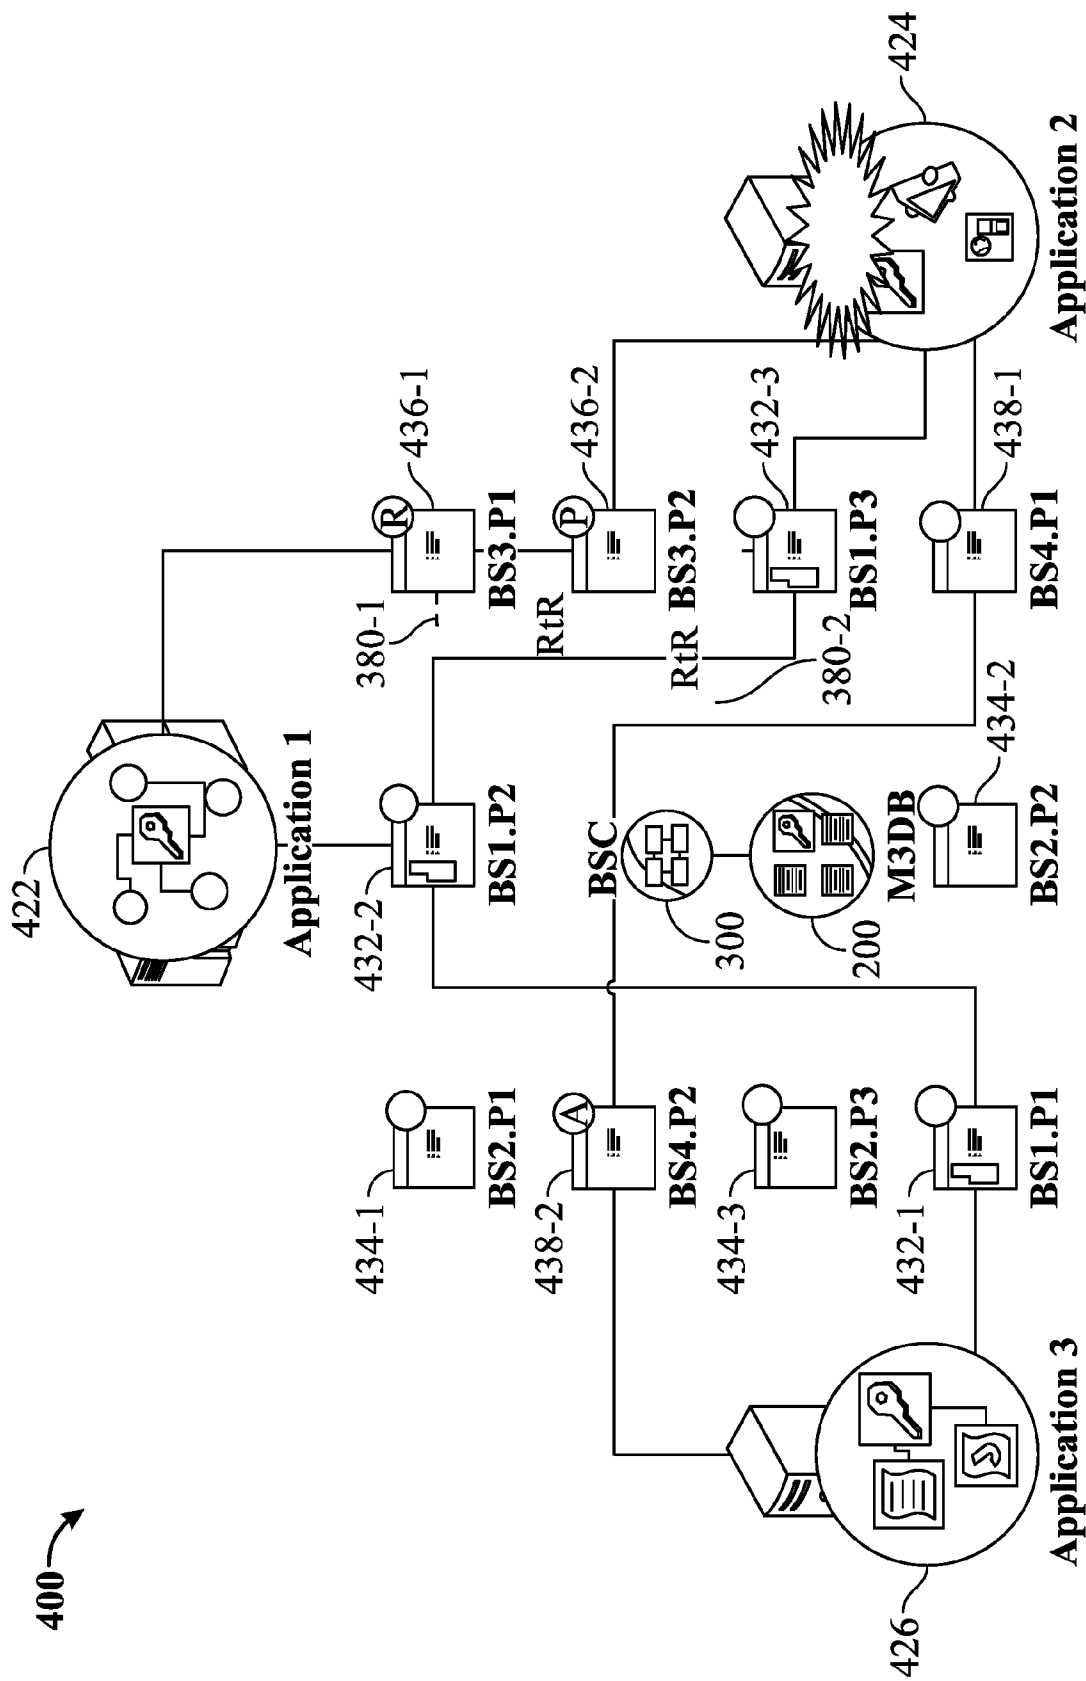 400
422
Application 1
434-1
432-2
380-1
R
436-1
BS2.P1
BS1.P2
BS3.P1
438-2
A
RtR
P
436-2
BSC
BS4.P2
RtR
BS3.P2
434-3
300
432-3
380-2
BS2.P3
200
BS1.P3
M3DB
426
432-1
424
434-2
438-1
BS1.P1
BS2.P2
BS4.P1
Application 3
Application 2